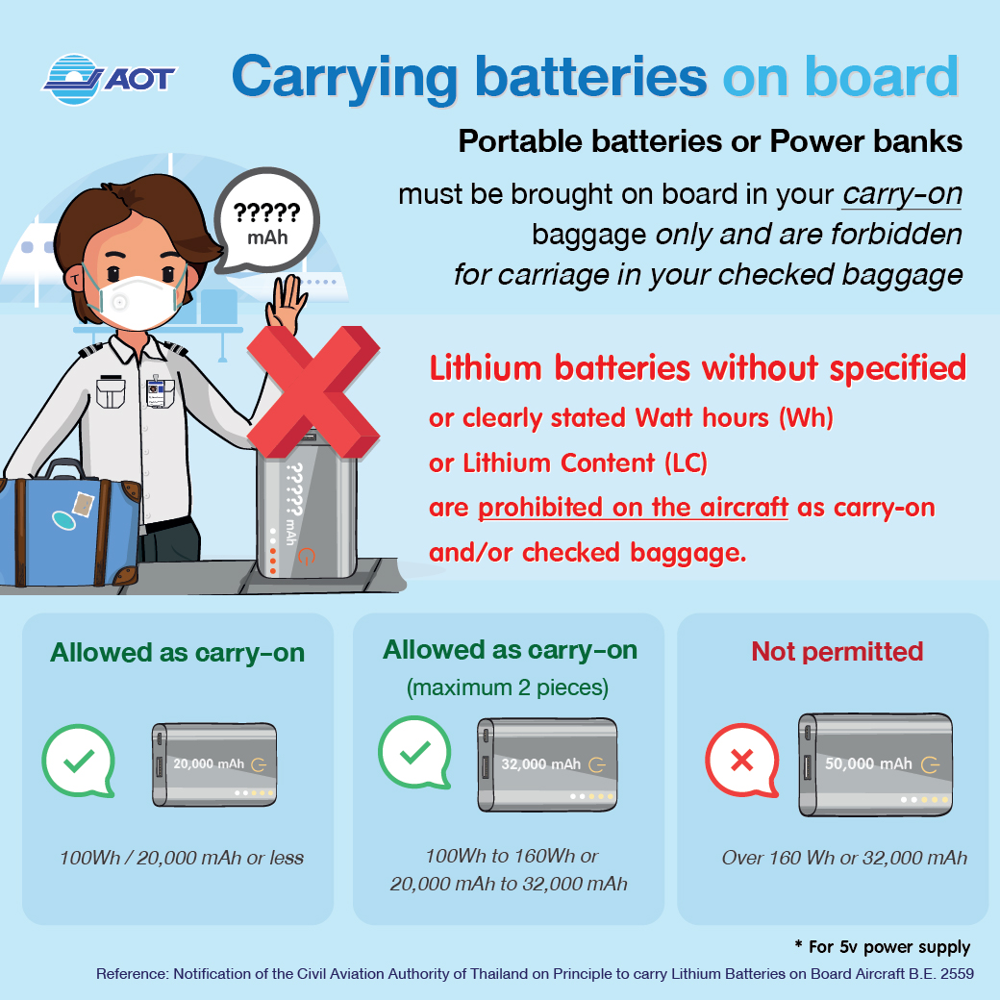 AOT
Carrying batteries on board
Portable batteries or Power banks
must be brought on board in your carry-on
baggage only and are forbidden
for carriage in your checked baggage
?????
mAh
Lithium batteries without specified
or clearly stated Watt hours (Wh)
or Lithium Content (LC)
are prohibited on the aircraft as carry-on
and/or checked baggage.
????? mAh
Allowed as carry-on
20,000 mAh
100Wh / 20,000 mAh or less
Allowed as carry-on
(maximum 2 pieces)
32,000 mAh
100Wh to 160Wh or
20,000 mAh to 32,000 mAh
Not permitted
50,000 mAh
Over 160 Wh or 32,000 mAh
* For 5v power supply
Reference: Notification of the Civil Aviation Authority of Thailand on Principle to carry Lithium Batteries on Board Aircraft B.E. 2559